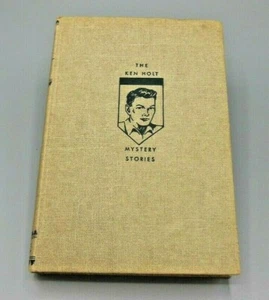 THE
KEN HOLT
MYSTERY
STORIES